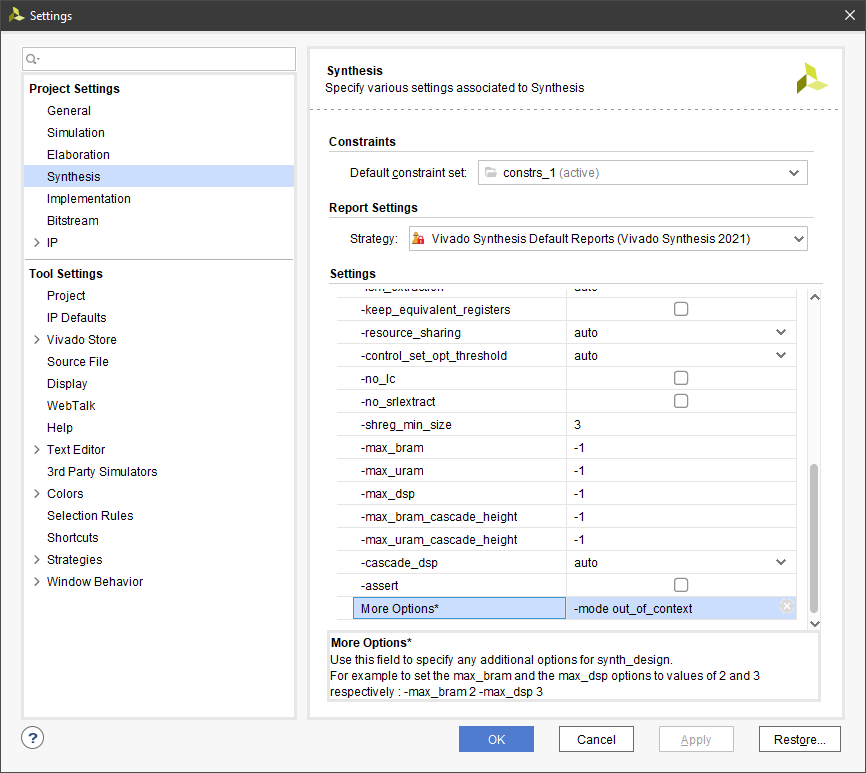 Settings
Project Settings
General
Simulation
Elaboration
Synthesis
Implementation
Bitstream
IP
Tool Settings
Project
IP Defaults
Vivado Store
Source File
Display
WebTalk
Help
Text Editor
3rd Party Simulators
Colors
Selection Rules
Shortcuts
Strategies
Window Behavior
Synthesis
Specify various settings associated to Synthesis
Constraints
Default constraint set: constrs_1 (active)
Report Settings
Strategy: Vivado Synthesis Default Reports (Vivado Synthesis 2021)
Settings
-keep_equivalent_registers
-resource_sharing auto
-control_set_opt_threshold auto
-no_lc
-no_srlextract
-shreg_min_size 3
-max_bram -1
-max_uram -1
-max_dsp -1
-max_bram_cascade_height -1
-max_uram_cascade_height -1
-cascade_dsp auto
-assert
More Options* -mode out_of_context
More Options*
Use this field to specify any additional options for synth_design.
For example to set the max_bram and the max_dsp options to values of 2 and 3
respectively : -max_bram 2 -max_dsp 3
? OK Cancel Apply Restore...